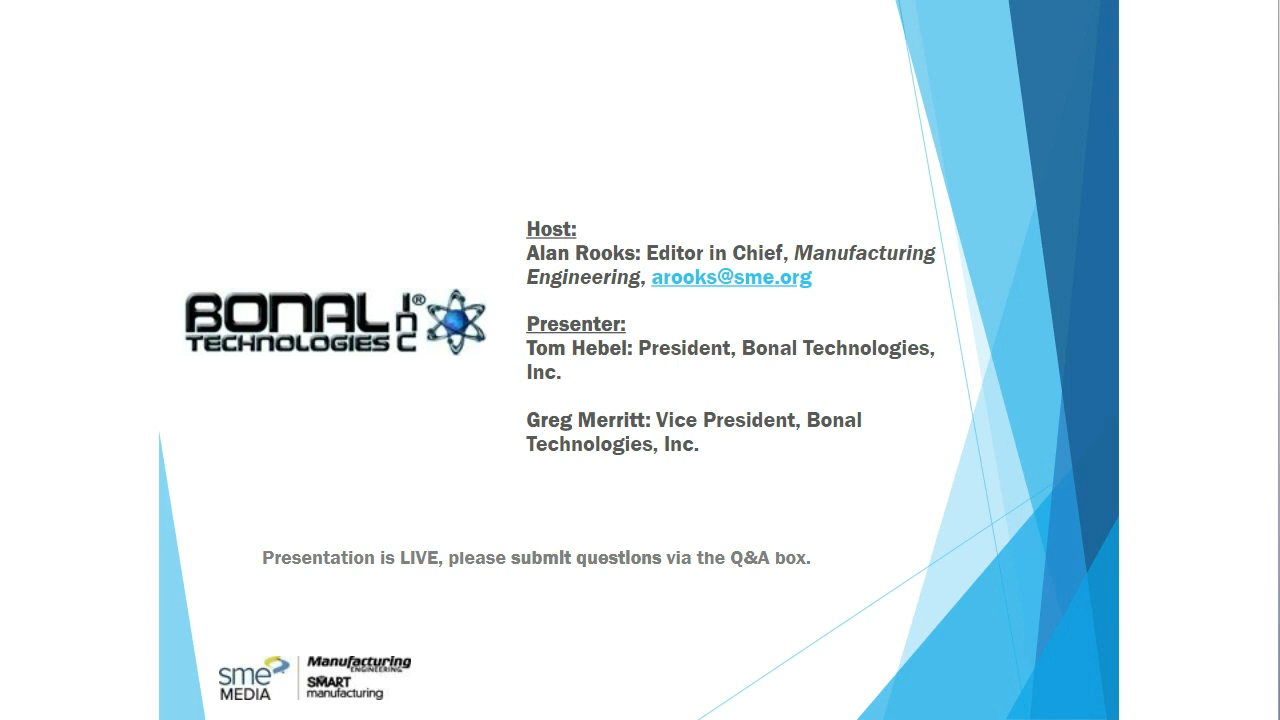 Host:
Alan Rooks: Editor in Chief, Manufacturing
Engineering, arooks@sme.org
BONAL INC®
TECHNOLOGIES
Presenter:
Tom Hebel: President, Bonal Technologies,
Inc.
Greg Merritt: Vice President, Bonal
Technologies, Inc.
Presentation is LIVE, please submit questions via the Q&A box.
sme
MEDIA
Manufacturing
ENGINEERING
SMART
manufacturing